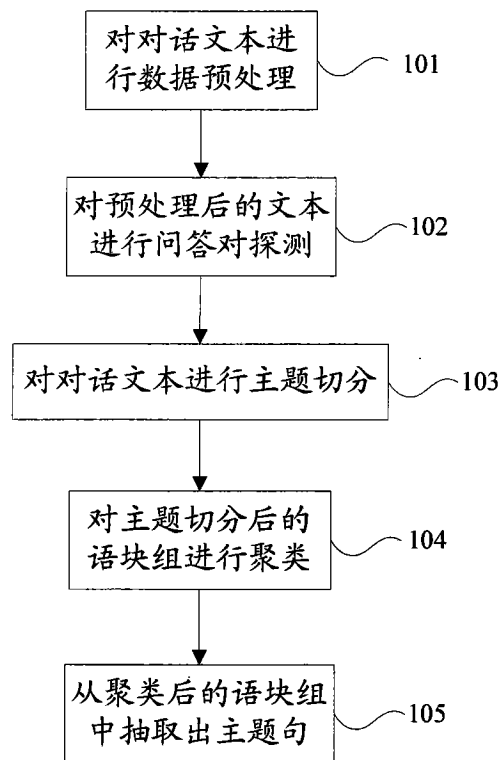 对对话文本进
行数据预处理
101
对预处理后的文本
进行问答对探测
102
对对话文本进行主题切分
103
对主题切分后的
语块组进行聚类
104
从聚类后的语块组
中抽取出主题句
105